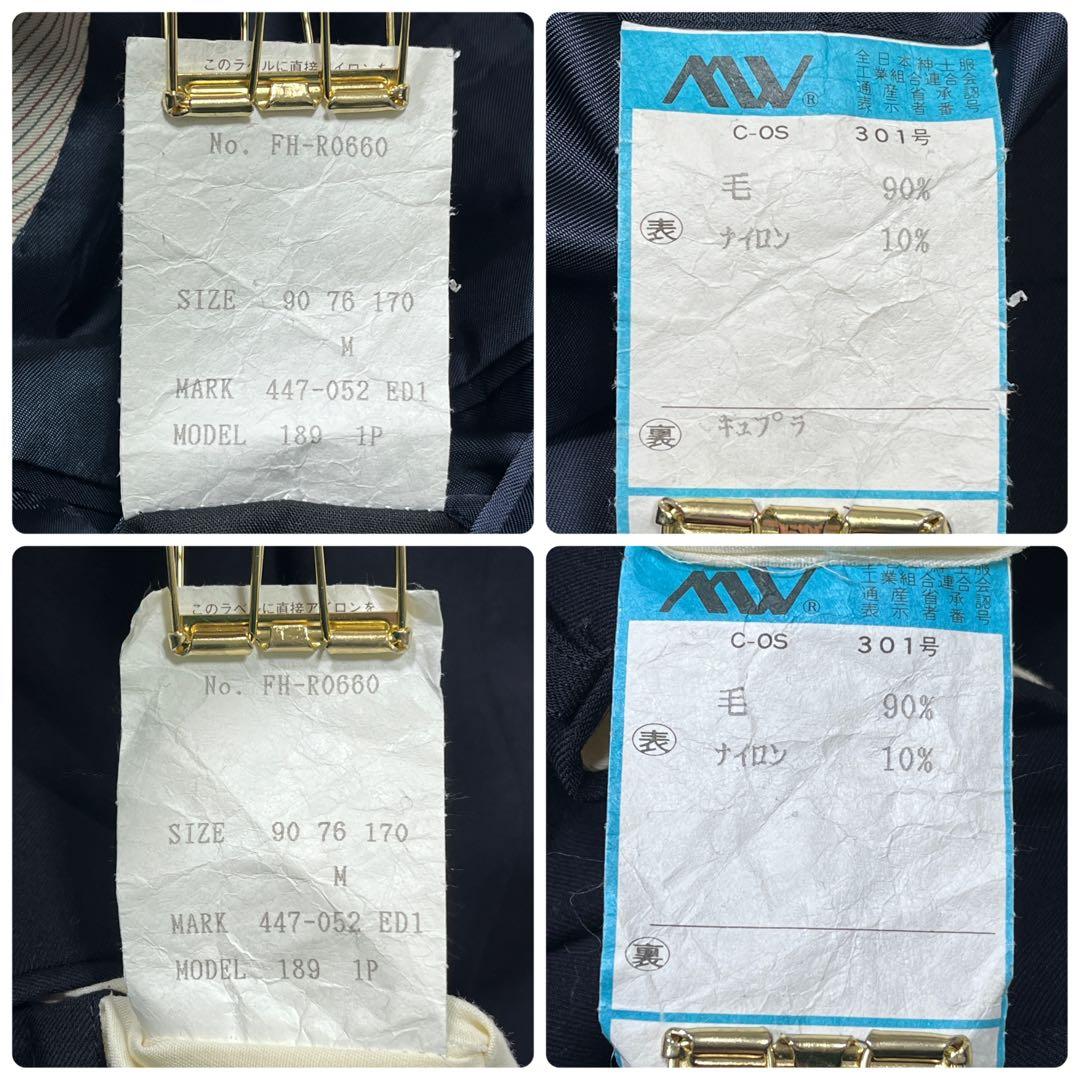 このラベルに直接アイロンを
No. FH-R0660
SIZE 90 76 170
M
MARK 447-052 ED1
MODEL 189 1P
MW®
全日本紳士服
工業組合連合会
通産省承認
表示者番号
C-OS 301号
毛 90%
表 ナイロン 10%
裏 キュプラ
このラベルに直接アイロンを
No. FH-R0660
SIZE 90 76 170
M
MARK 447-052 ED1
MODEL 189 1P
MW®
工業組合連合会
通産省承認
表示者番号
C-OS 301号
毛 90%
表 ナイロン 10%
裏